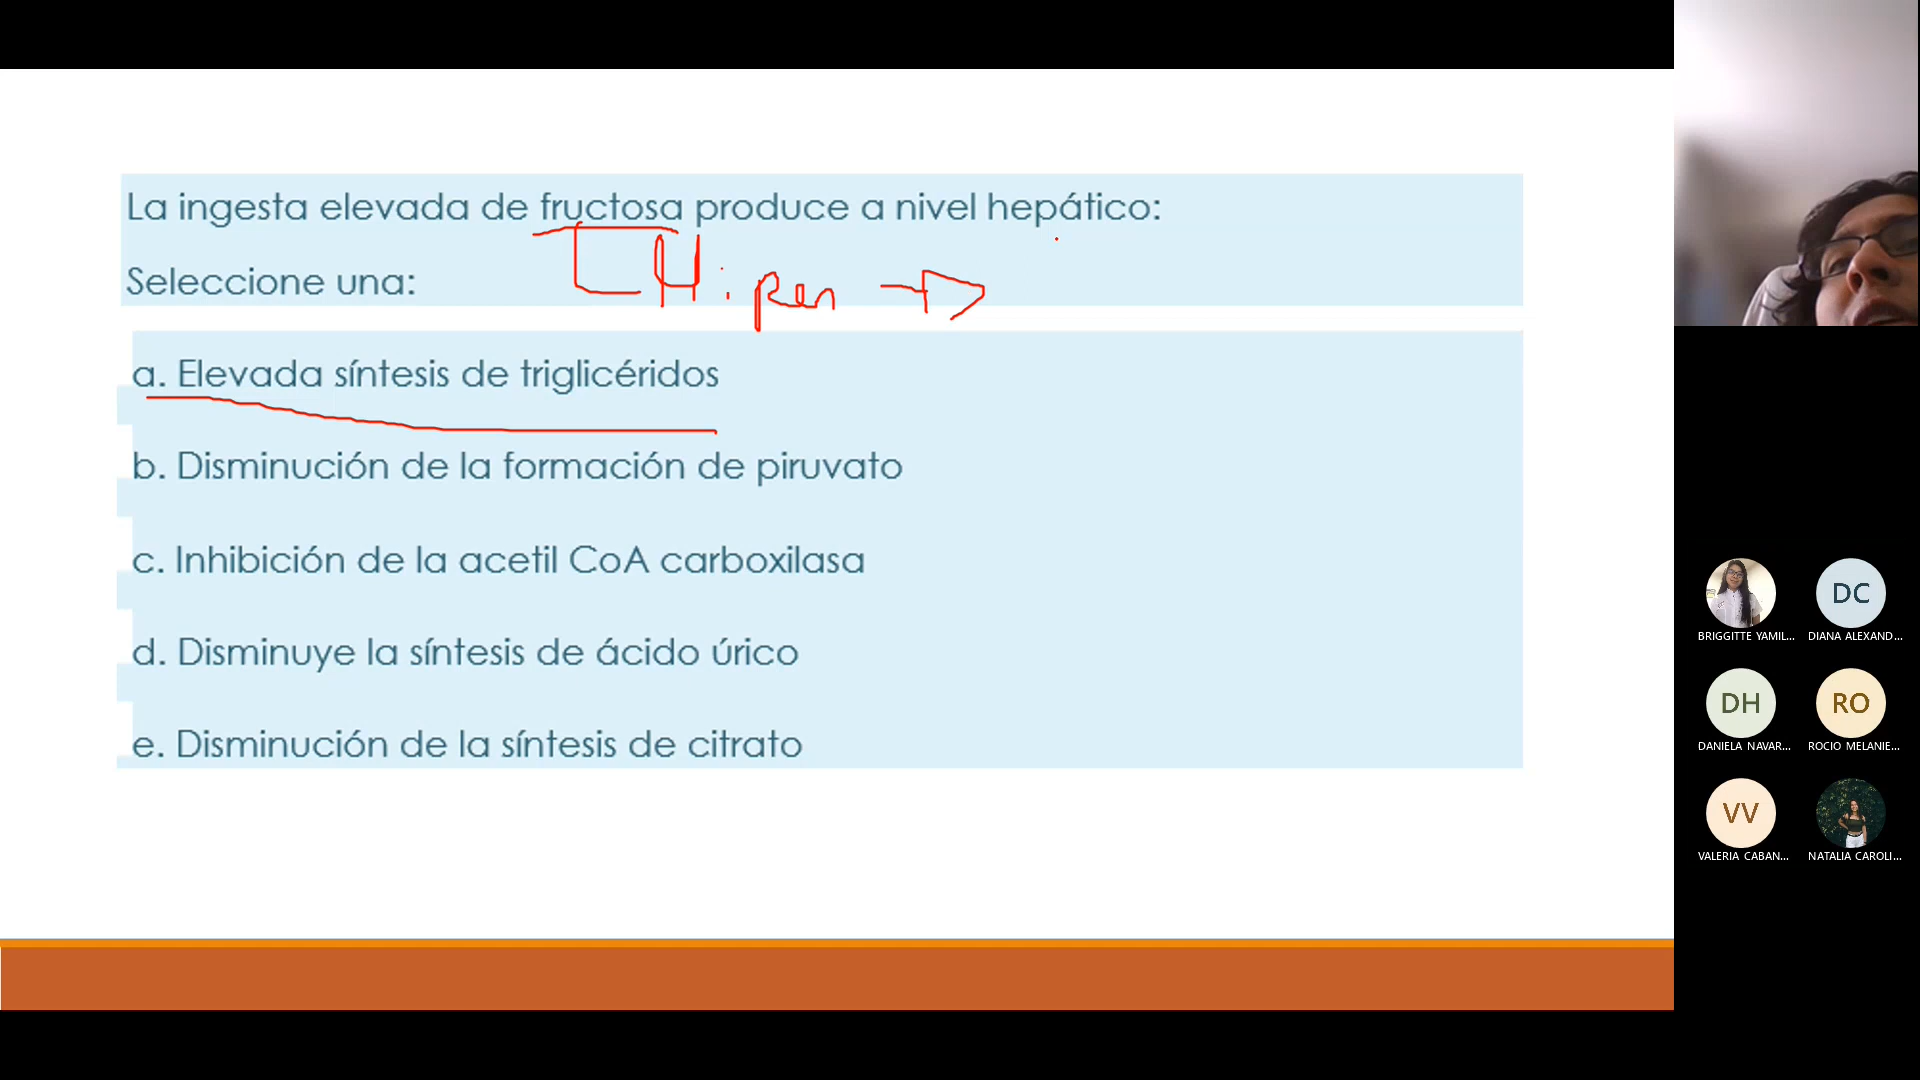 La ingesta elevada de fructosa produce a nivel hepático:
Seleccione una:
a. Elevada síntesis de triglicéridos
b. Disminución de la formación de piruvato
c. Inhibición de la acetil CoA carboxilasa
d. Disminuye la síntesis de ácido úrico
e. Disminución de la síntesis de citrato
BRIGGITTE YAMIL...
DC
DIANA ALEXAND...
DH
DANIELA NAVAR...
RO
ROCIO MELANIE...
VV
VALERIA CABAN...
NATALIA CAROLI...